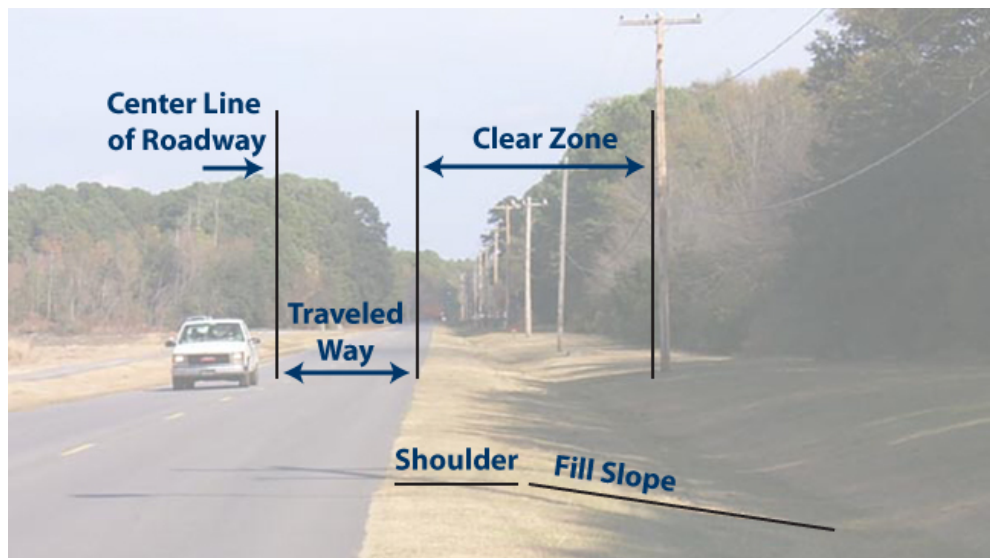 Center Line
of Roadway
Clear Zone
Traveled
Way
Shoulder
Fill Slope